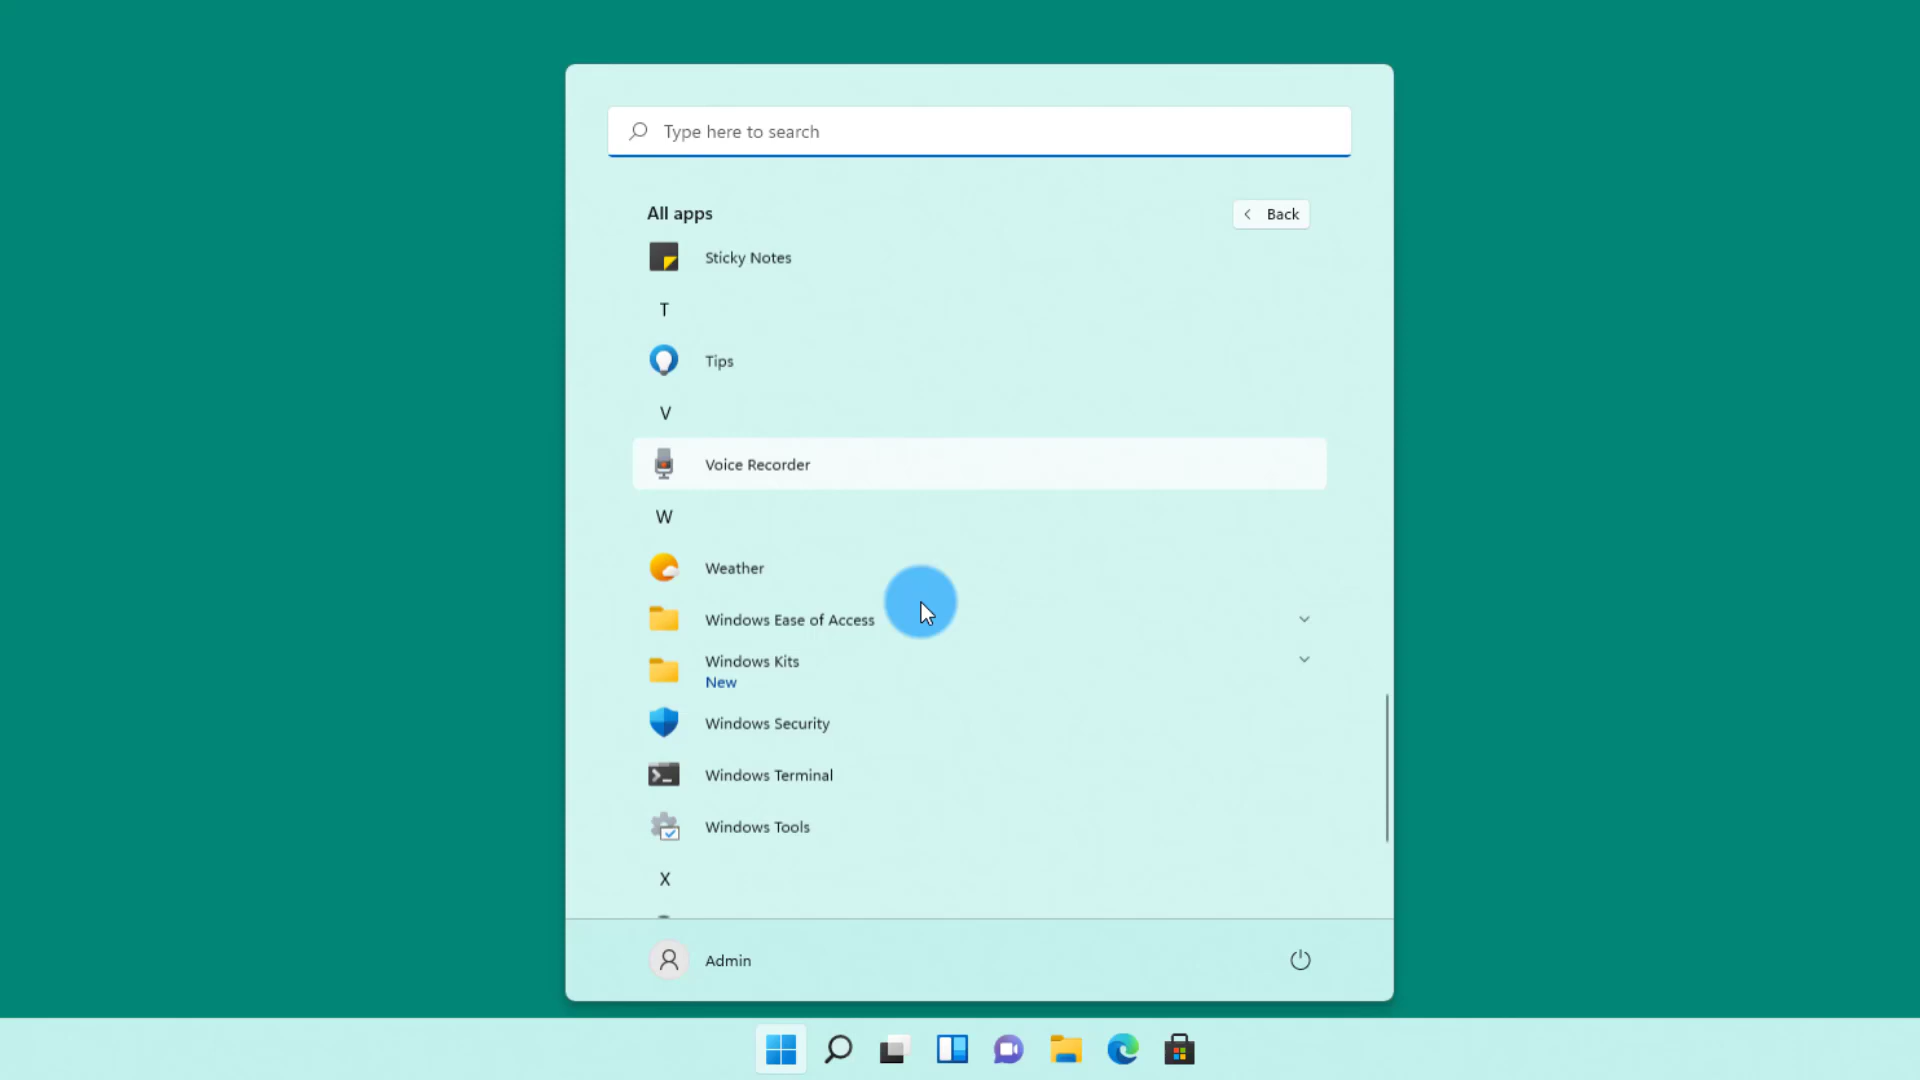 Type here to search
All apps
Back
Sticky Notes
T
Tips
V
Voice Recorder
W
Weather
Windows Ease of Access
Windows Kits
New
Windows Security
Windows Terminal
Windows Tools
X
Admin